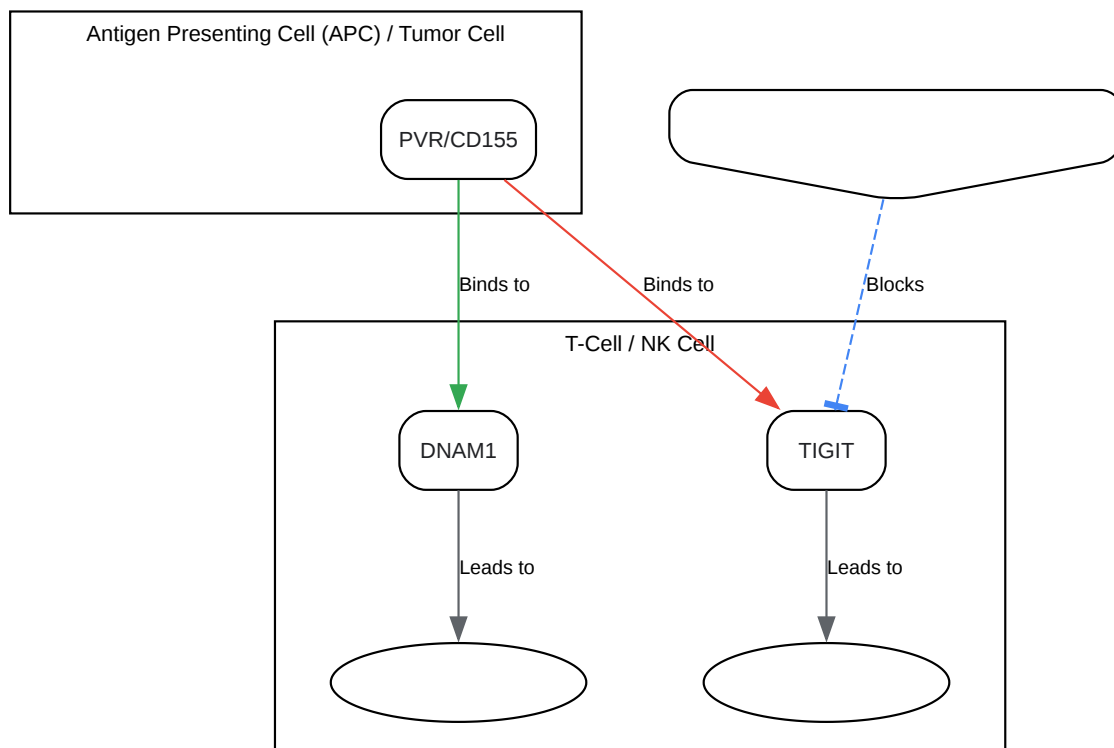 Antigen Presenting Cell (APC) / Tumor Cell
PVR/CD155
Binds to
Binds to
Blocks
T-Cell / NK Cell
DNAM1
TIGIT
Leads to
Leads to